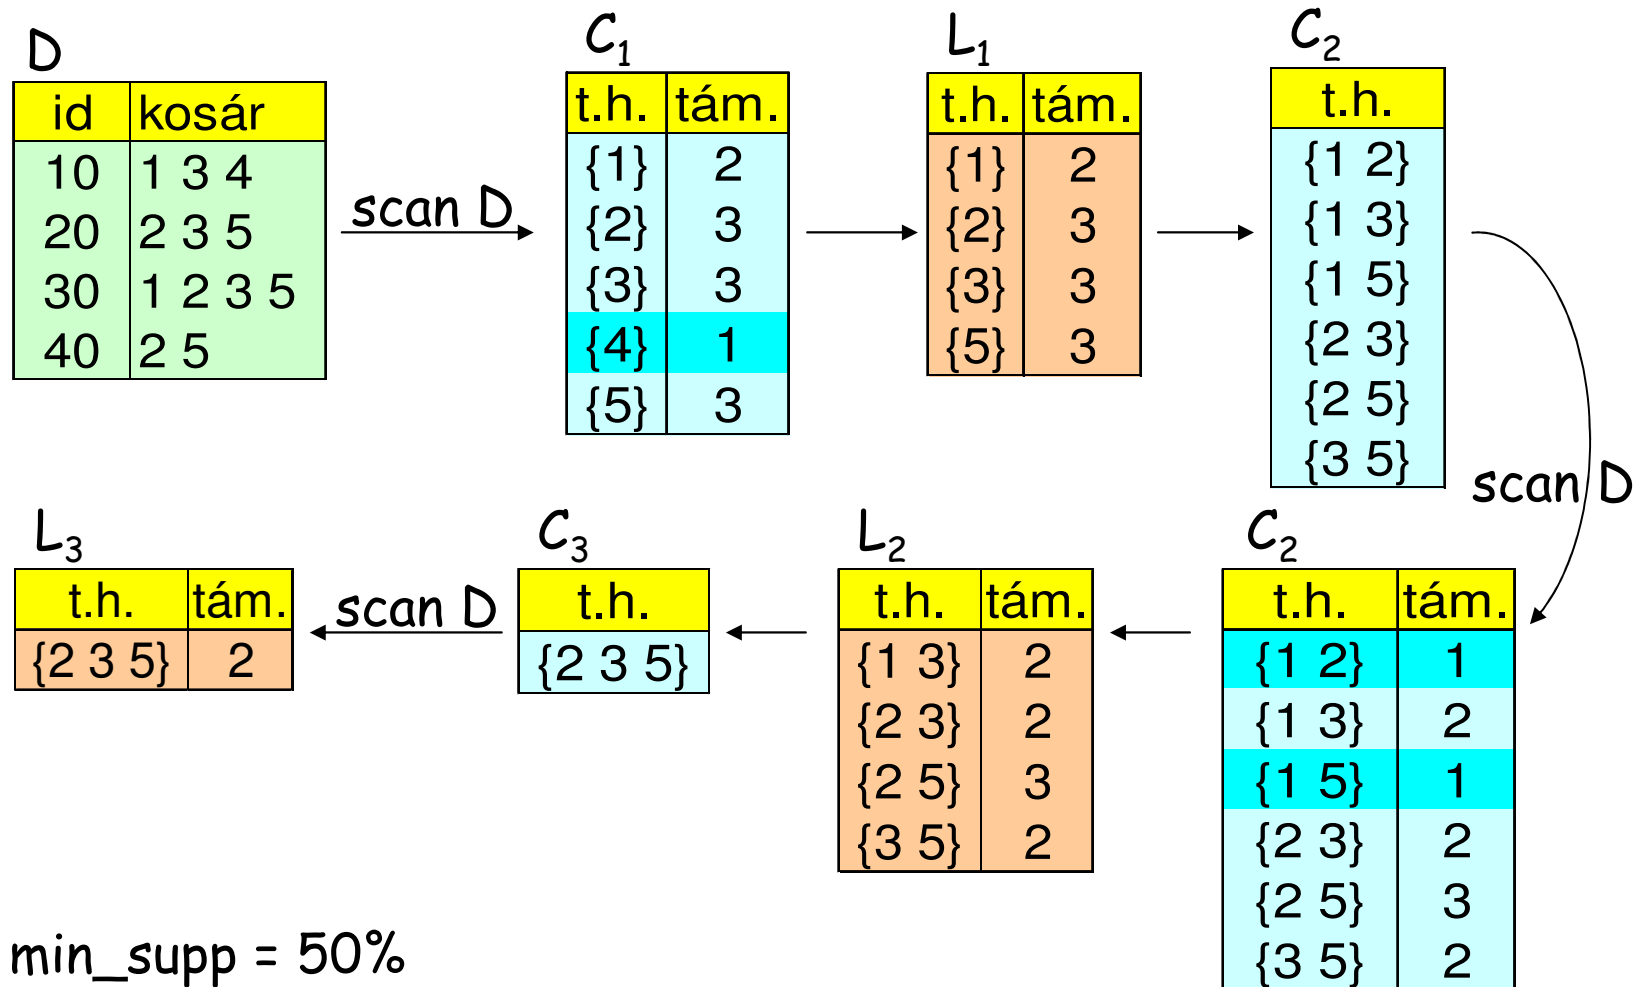 D
id kosár
10 1 3 4
20 2 3 5
30 1 2 3 5
40 2 5
scan D
C1
t.h. tám.
{1} 2
{2} 3
{3} 3
{4} 1
{5} 3
L1
t.h. tám.
{1} 2
{2} 3
{3} 3
{5} 3
C2
t.h.
{1 2}
{1 3}
{1 5}
{2 3}
{2 5}
{3 5}
scan D
C2
t.h. tám.
{1 2} 1
{1 3} 2
{1 5} 1
{2 3} 2
{2 5} 3
{3 5} 2
L2
t.h. tám.
{1 3} 2
{2 3} 2
{2 5} 3
{3 5} 2
C3
t.h.
{2 3 5}
scan D
L3
t.h. tám.
{2 3 5} 2
min_supp = 50%